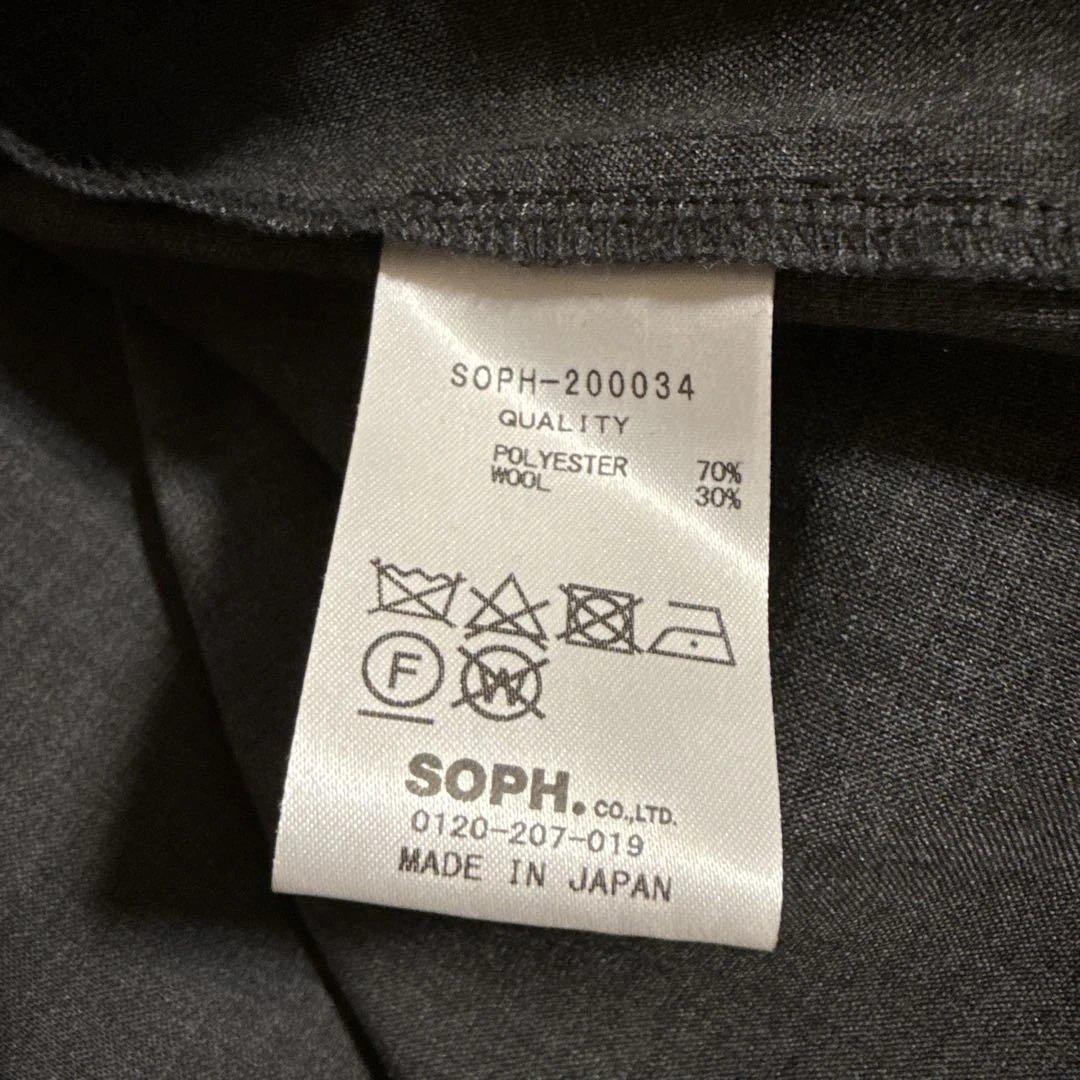 SOPH-200034
QUALITY
POLYESTER 70%
WOOL 30%
F W
SOPH. CO.,LTD.
0120-207-019
MADE IN JAPAN